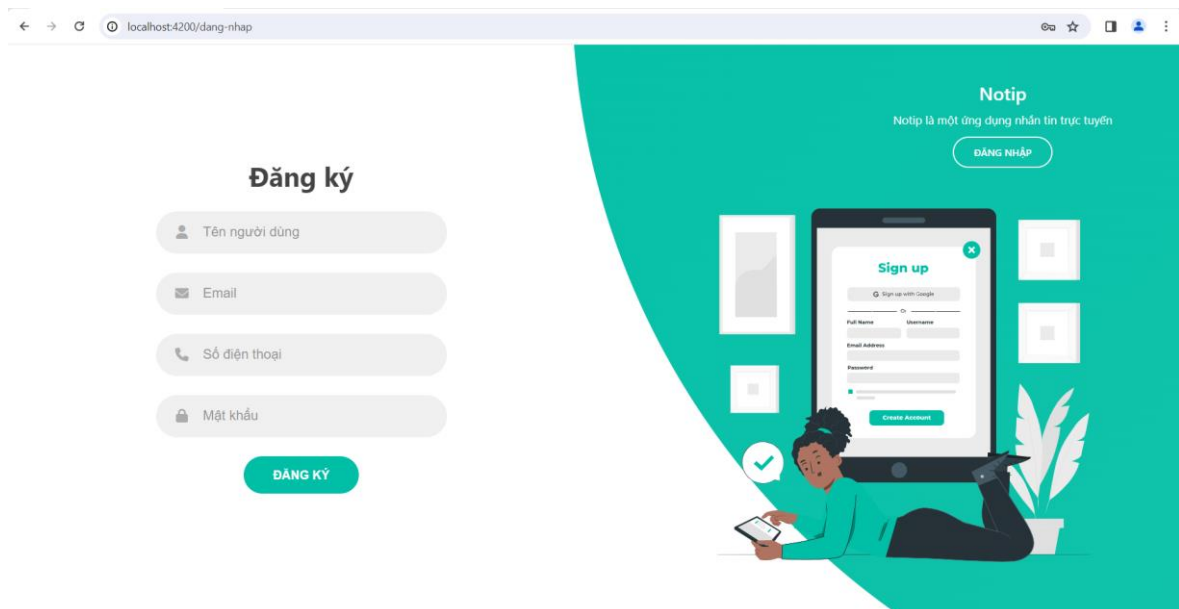 localhost:4200/dang-nhap
Đăng ký
Tên người dùng
Email
Số điện thoại
Mật khẩu
ĐĂNG KÝ
Notip
Notip là một ứng dụng nhắn tin trực tuyến
ĐĂNG NHẬP
Sign up
G Sign up with Google
Or
Full Name Username
Email Address
Password
Create Account